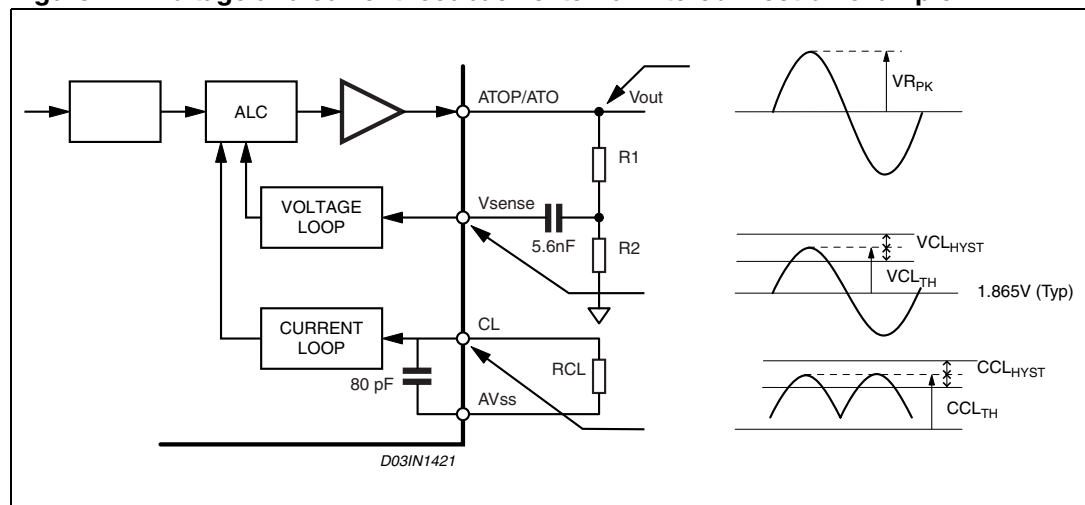 ATOP/ATO
Vout
VR_PK
ALC
R1
VOLTAGE
LOOP
Vsense
5.6nF
R2
VCL_HYST
VCL_TH
1.865V (Typ)
CURRENT
LOOP
CL
80 pF
RCL
AVss
CCL_HYST
CCL_TH
D03IN1421